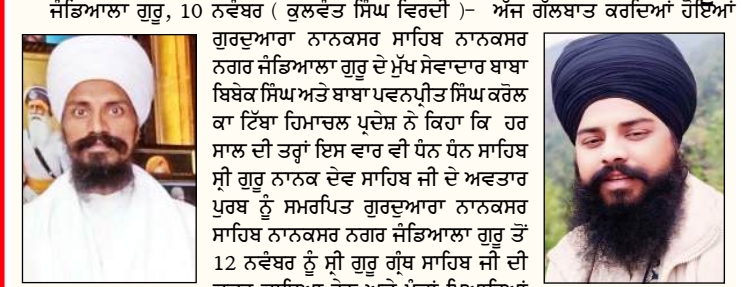 ਜੰਡਿਆਲਾ ਗੁਰੂ, 10 ਨਵੰਬਰ ( ਕੁਲਵੰਤ ਸਿੰਘ ਵਿਰਦੀ )- ਅੱਜ ਗੱਲਬਾਤ ਕਰਦਿਆਂ ਹੋਇਆਂ
ਗੁਰਦੁਆਰਾ ਨਾਨਕਸਰ ਸਾਹਿਬ ਨਾਨਕਸਰ
ਨਗਰ ਜੰਡਿਆਲਾ ਗੁਰੂ ਦੇ ਮੁੱਖ ਸੇਵਾਦਾਰ ਬਾਬਾ
ਬਿਬੇਕ ਸਿੰਘ ਅਤੇ ਬਾਬਾ ਪਵਨਪ੍ਰੀਤ ਸਿੰਘ ਕਰੋਲ
ਕਾ ਟਿੱਬਾ ਹਿਮਾਚਲ ਪ੍ਰਦੇਸ਼ ਨੇ ਕਿਹਾ ਕਿ ਹਰ
ਸਾਲ ਦੀ ਤਰ੍ਹਾਂ ਇਸ ਵਾਰ ਵੀ ਧੰਨ ਧੰਨ ਸਾਹਿਬ
ਸ੍ਰੀ ਗੁਰੂ ਨਾਨਕ ਦੇਵ ਸਾਹਿਬ ਜੀ ਦੇ ਅਵਤਾਰ
ਪੁਰਬ ਨੂੰ ਸਮਰਪਿਤ ਗੁਰਦੁਆਰਾ ਨਾਨਕਸਰ
ਸਾਹਿਬ ਨਾਨਕਸਰ ਨਗਰ ਜੰਡਿਆਲਾ ਗੁਰੂ ਤੋਂ
12 ਨਵੰਬਰ ਨੂੰ ਸ੍ਰੀ ਗੁਰੂ ਗ੍ਰੰਥ ਸਾਹਿਬ ਜੀ ਦੀ